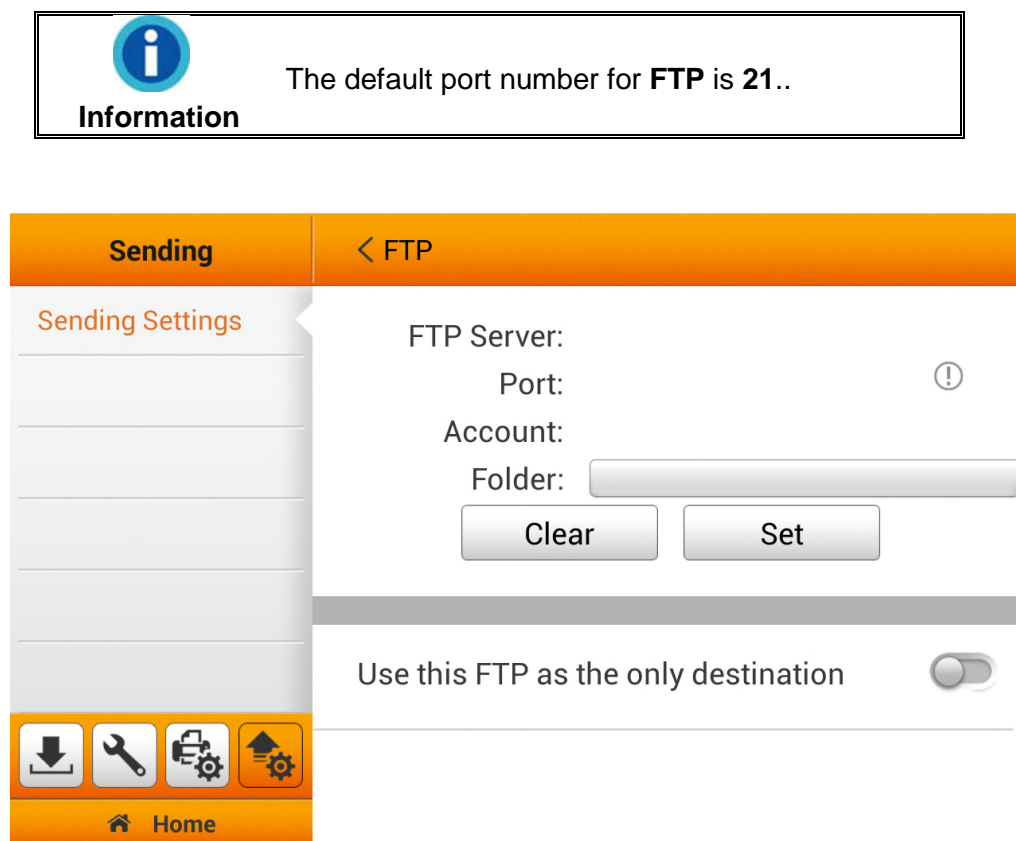 The default port number for FTP is 21..
Information
Sending
< FTP
Sending Settings
FTP Server:
Port:
Account:
Folder:
Clear
Set
Use this FTP as the only destination
Home